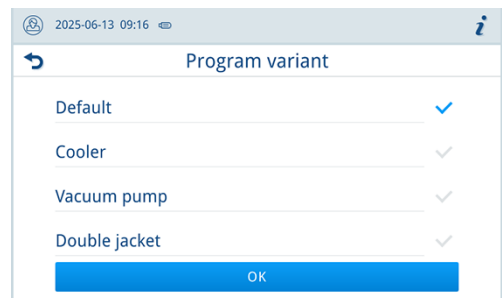 2025-06-13 09:16
i
Program variant
Default
Cooler
Vacuum pump
Double jacket
OK